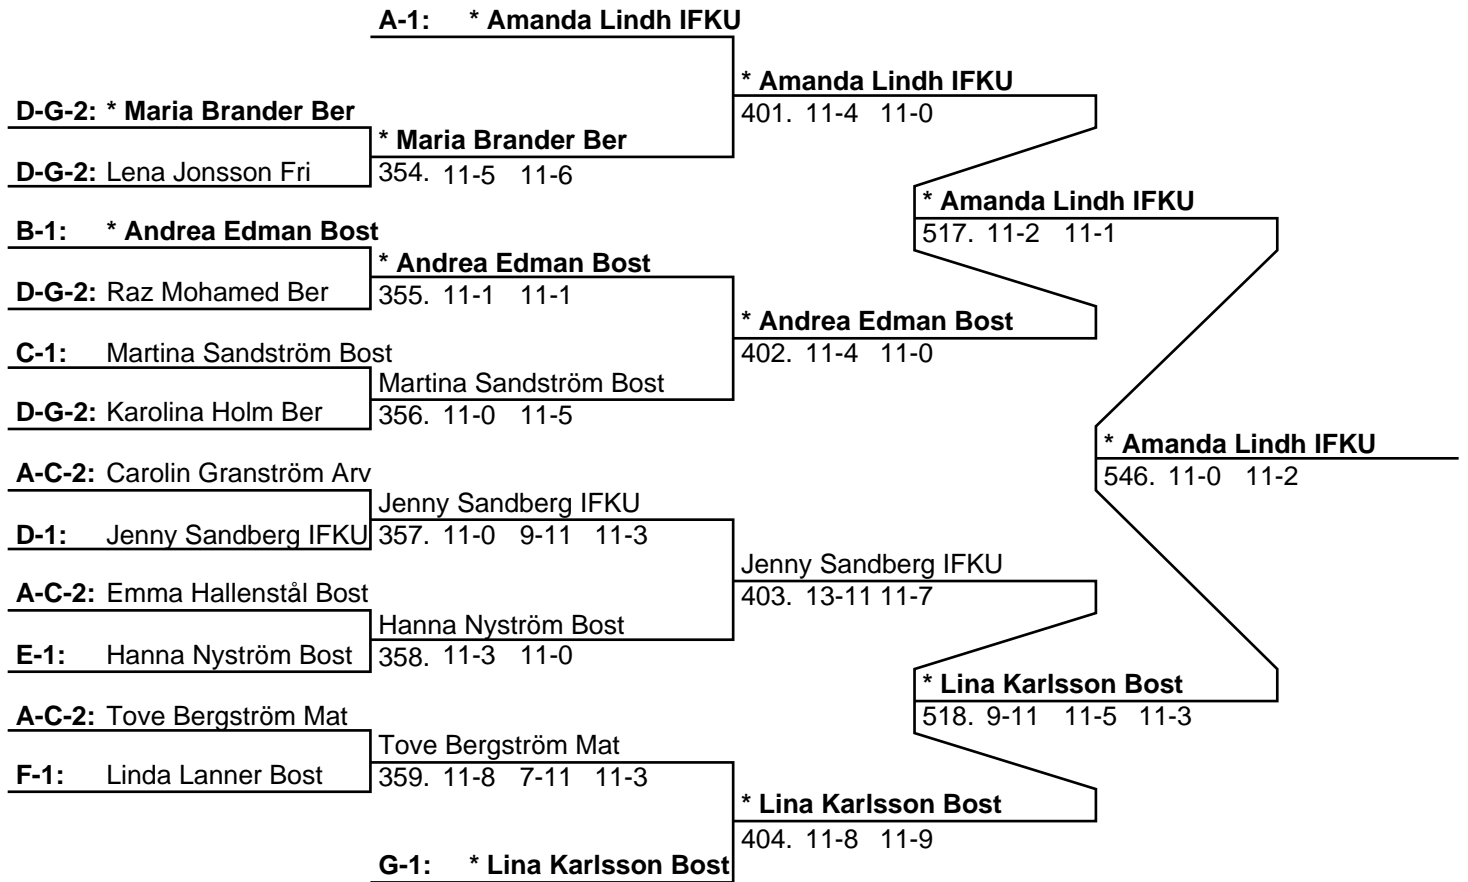 A-1: * Amanda Lindh IFKU
* Amanda Lindh IFKU
D-G-2: * Maria Brander Ber
401. 11-4 11-0
* Maria Brander Ber
D-G-2: Lena Jonsson Fri
354. 11-5 11-6
* Amanda Lindh IFKU
B-1: * Andrea Edman Bost
517. 11-2 11-1
* Andrea Edman Bost
D-G-2: Raz Mohamed Ber
355. 11-1 11-1
* Andrea Edman Bost
C-1: Martina Sandström Bost
402. 11-4 11-0
Martina Sandström Bost
D-G-2: Karolina Holm Ber
356. 11-0 11-5
* Amanda Lindh IFKU
A-C-2: Carolin Granström Arv
546. 11-0 11-2
Jenny Sandberg IFKU
D-1: Jenny Sandberg IFKU
357. 11-0 9-11 11-3
Jenny Sandberg IFKU
A-C-2: Emma Hallenstål Bost
403. 13-11 11-7
Hanna Nyström Bost
E-1: Hanna Nyström Bost
358. 11-3 11-0
* Lina Karlsson Bost
A-C-2: Tove Bergström Mat
518. 9-11 11-5 11-3
Tove Bergström Mat
F-1: Linda Lanner Bost
359. 11-8 7-11 11-3
* Lina Karlsson Bost
404. 11-8 11-9
G-1: * Lina Karlsson Bost